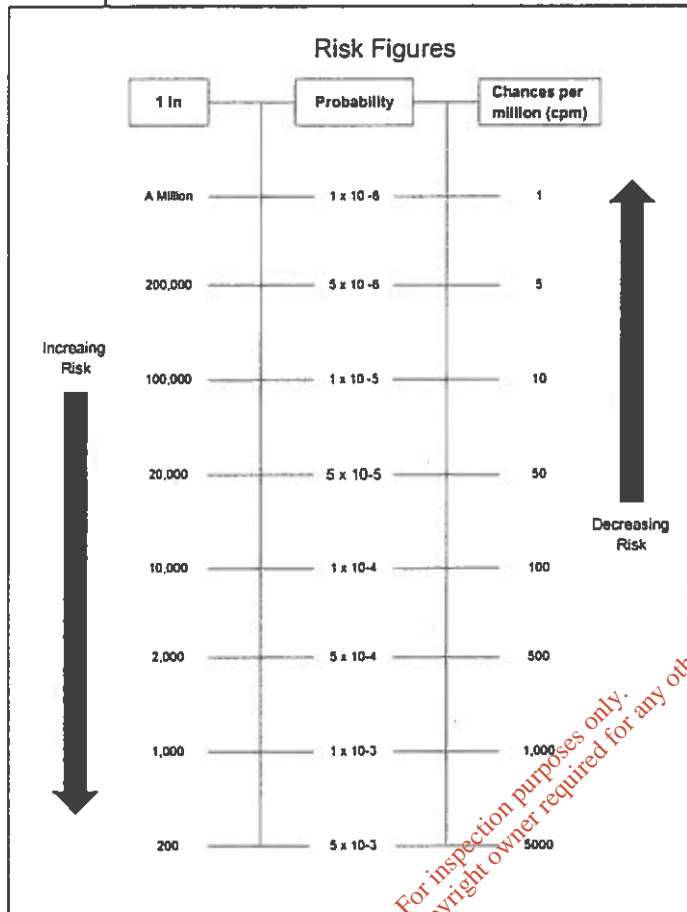 Risk Figures
1 In
Probability
Chances per
million (cpm)
A Million
1 x 10 -6
1
200,000
5 x 10 -6
5
Increaing
Risk
100,000
1 x 10 -5
10
20,000
5 x 10-5
50
Decreasing
Risk
10,000
1 x 10-4
100
2,000
5 x 10-4
500
1,000
1 x 10-3
1,000
200
5 x 10-3
5000
For inspection purposes only.
owner required for any